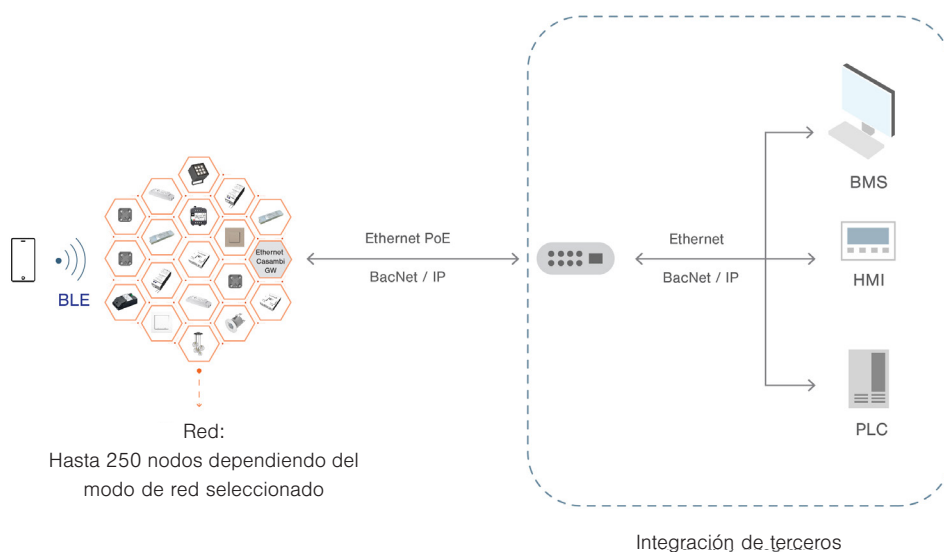 BLE
Ethernet
Casambi
GW
Ethernet PoE
BacNet / IP
Red:
Hasta 250 nodos dependiendo del
modo de red seleccionado
Ethernet
BacNet / IP
BMS
HMI
PLC
Integración de terceros